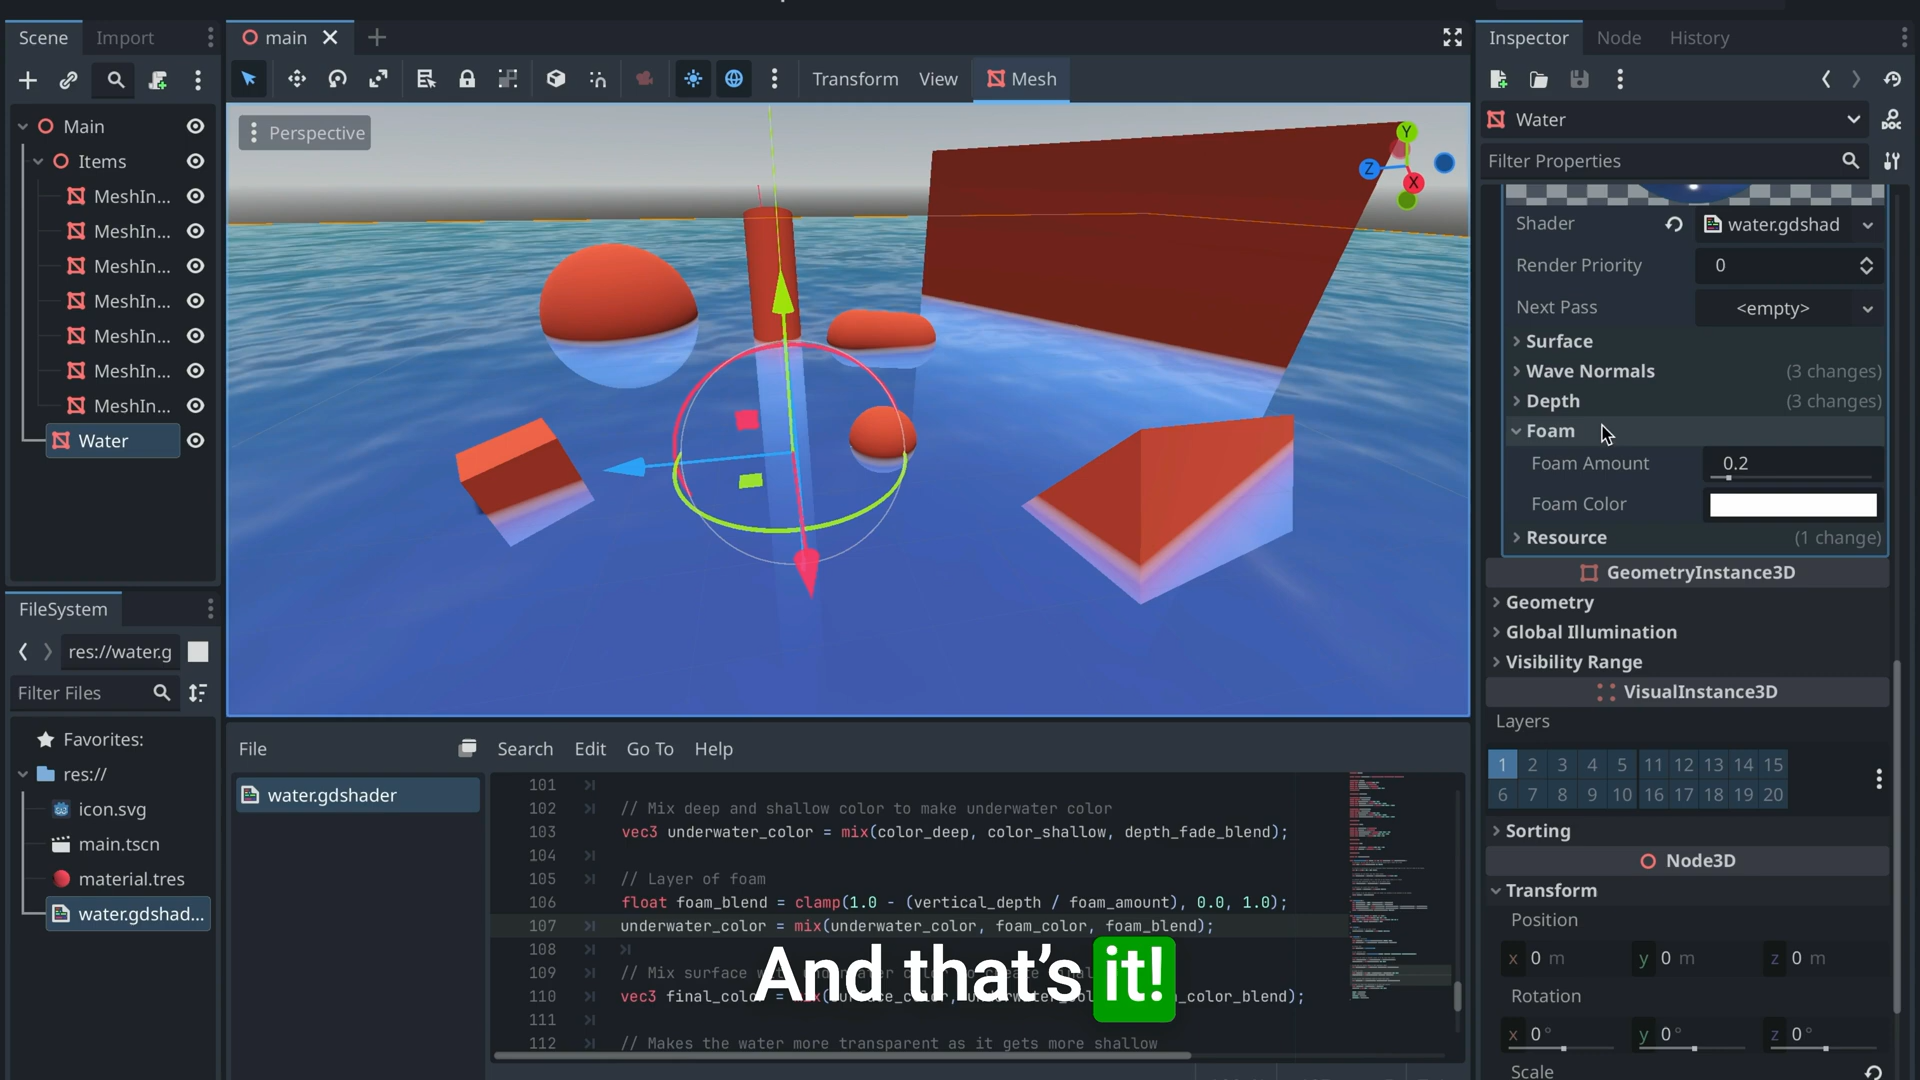 Scene
Import
main
Transform
View
Mesh
Perspective
Y
Z
X
Main
Items
MeshIn...
MeshIn...
MeshIn...
MeshIn...
MeshIn...
MeshIn...
MeshIn...
Water
FileSystem
res://water.g
Filter Files
Favorites:
res://
icon.svg
main.tscn
material.tres
water.gdshad...
File
Search
Edit
Go To
Help
water.gdshader
101
102 // Mix deep and shallow color to make underwater color
103 vec3 underwater_color = mix(color_deep, color_shallow, depth_fade_blend);
104
105 // Layer of foam
106 float foam_blend = clamp(1.0 - (vertical_depth / foam_amount), 0.0, 1.0);
107 underwater_color = mix(underwater_color, foam_color, foam_blend);
108
109 // Mix surface
110 vec3 final_color = _color_blend);
111
112 // Makes the water more transparent as it gets more shallow
And that's it!
Inspector
Node
History
Water
DOC
Filter Properties
Shader water.gdshad
Render Priority 0
Next Pass <empty>
Surface
Wave Normals (3 changes)
Depth (3 changes)
Foam
Foam Amount 0.2
Foam Color
Resource (1 change)
GeometryInstance3D
Geometry
Global Illumination
Visibility Range
VisualInstance3D
Layers
1 2 3 4 5 11 12 13 14 15
6 7 8 9 10 16 17 18 19 20
Sorting
Node3D
Transform
Position
x 0 m y 0 m z 0 m
Rotation
x 0 ° y 0 ° z 0 °
Scale